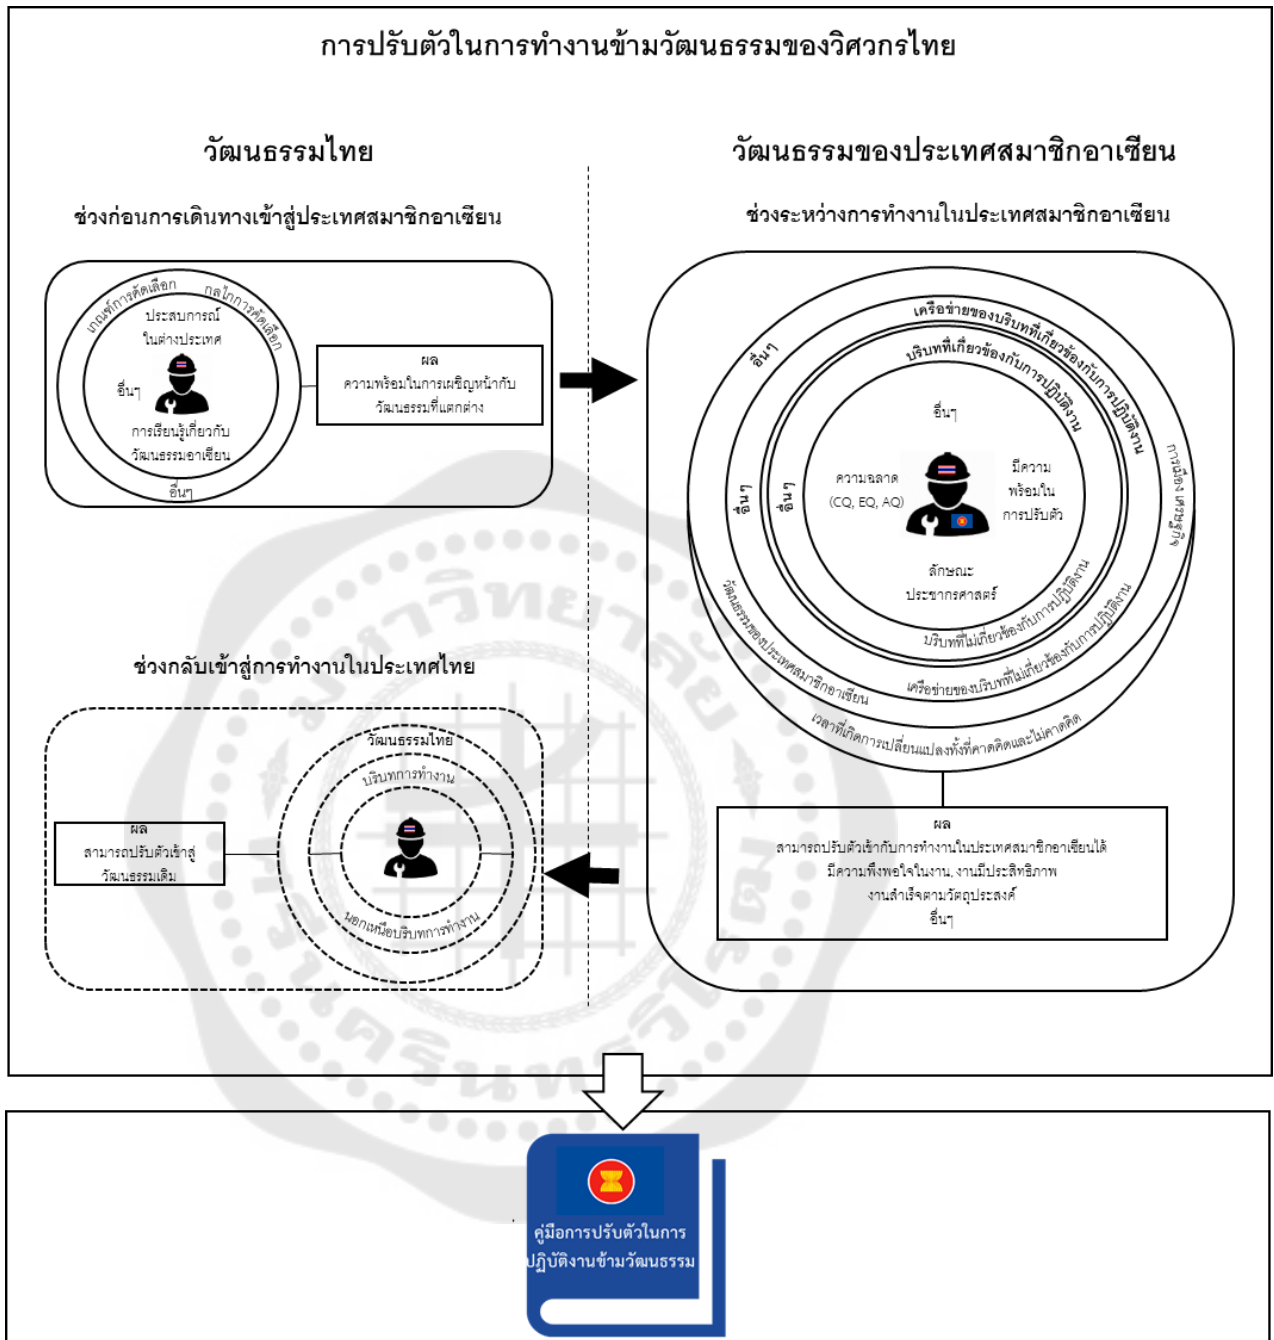 การปรับตัวในการทำงานข้ามวัฒนธรรมของวิศวกรไทย
วัฒนธรรมไทย
ช่วงก่อนการเดินทางเข้าสู่ประเทศสมาชิกอาเซียน
เกณฑ์การคัดเลือก
กลไกการคัดเลือก
ประสบการณ์
ในต่างประเทศ
อื่นๆ
การเรียนรู้เกี่ยวกับ
วัฒนธรรมอาเซียน
อื่นๆ
ผล
ความพร้อมในการเผชิญหน้ากับ
วัฒนธรรมที่แตกต่าง
วัฒนธรรมของประเทศสมาชิกอาเซียน
ช่วงระหว่างการทำงานในประเทศสมาชิกอาเซียน
อื่นๆ
การเมือง เศรษฐกิจ
วัฒนธรรมของประเทศสมาชิกอาเซียน
เครือข่ายของบริบทที่เกี่ยวข้องกับการปฏิบัติงาน
อื่นๆ
เครือข่ายของบริบทที่ไม่เกี่ยวข้องกับการปฏิบัติงาน
บริบทที่เกี่ยวข้องกับการปฏิบัติงาน
อื่นๆ
บริบทที่ไม่เกี่ยวข้องกับการปฏิบัติงาน
อื่นๆ
ความฉลาด
(CQ, EQ, AQ)
มีความ
พร้อมใน
การปรับตัว
ลักษณะ
ประชากรศาสตร์
เวลาที่เกิดการเปลี่ยนแปลงทั้งที่คาดคิดและไม่คาดคิด
ผล
สามารถปรับตัวเข้ากับการทำงานในประเทศสมาชิกอาเซียนได้
มีความพึงพอใจในงาน, งานมีประสิทธิภาพ
งานสำเร็จตามวัตถุประสงค์
อื่นๆ
ช่วงกลับเข้าสู่การทำงานในประเทศไทย
วัฒนธรรมไทย
บริบทการทำงาน
นอกเหนือบริบทการทำงาน
ผล
สามารถปรับตัวเข้าสู่
วัฒนธรรมเดิม
มหาวิทยาลัย
ศรีนครินทรวิโรฒ
คู่มือการปรับตัวในการ
ปฏิบัติงานข้ามวัฒนธรรม